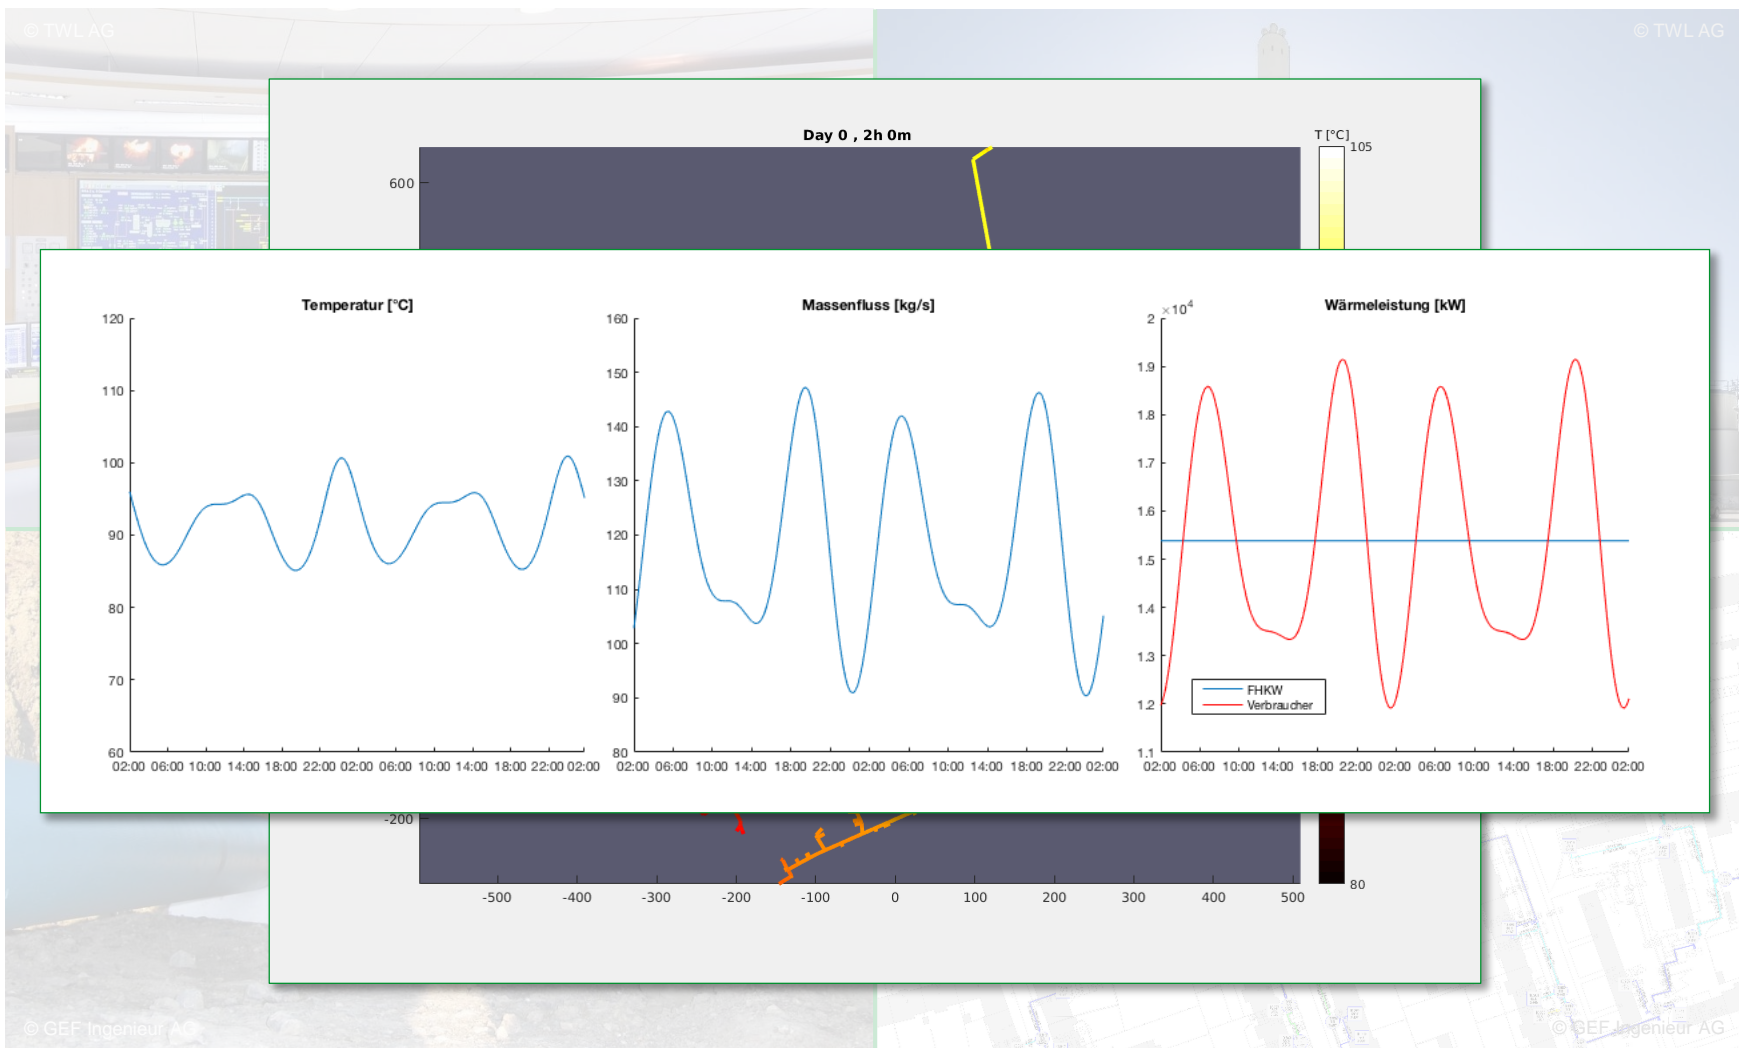 © TWL AG
© TWL AG
Day 0 , 2h 0m
T [°C]
105
600
Temperatur [°C]
120
110
100
90
80
70
60
02:00 06:00 10:00 14:00 18:00 22:00 02:00 06:00 10:00 14:00 18:00 22:00 02:00
Massenfluss [kg/s]
160
150
140
130
120
110
100
90
80
02:00 06:00 10:00 14:00 18:00 22:00 02:00 06:00 10:00 14:00 18:00 22:00 02:00
Wärmeleistung [kW]
×10⁴
2
1.9
1.8
1.7
1.6
1.5
1.4
1.3
1.2
1.1
FHKW
Verbraucher
02:00 06:00 10:00 14:00 18:00 22:00 02:00 06:00 10:00 14:00 18:00 22:00 02:00
-200
80
-500 -400 -300 -200 -100 0 100 200 300 400 500
© GEF Ingenieur AG
© GEF Ingenieur AG